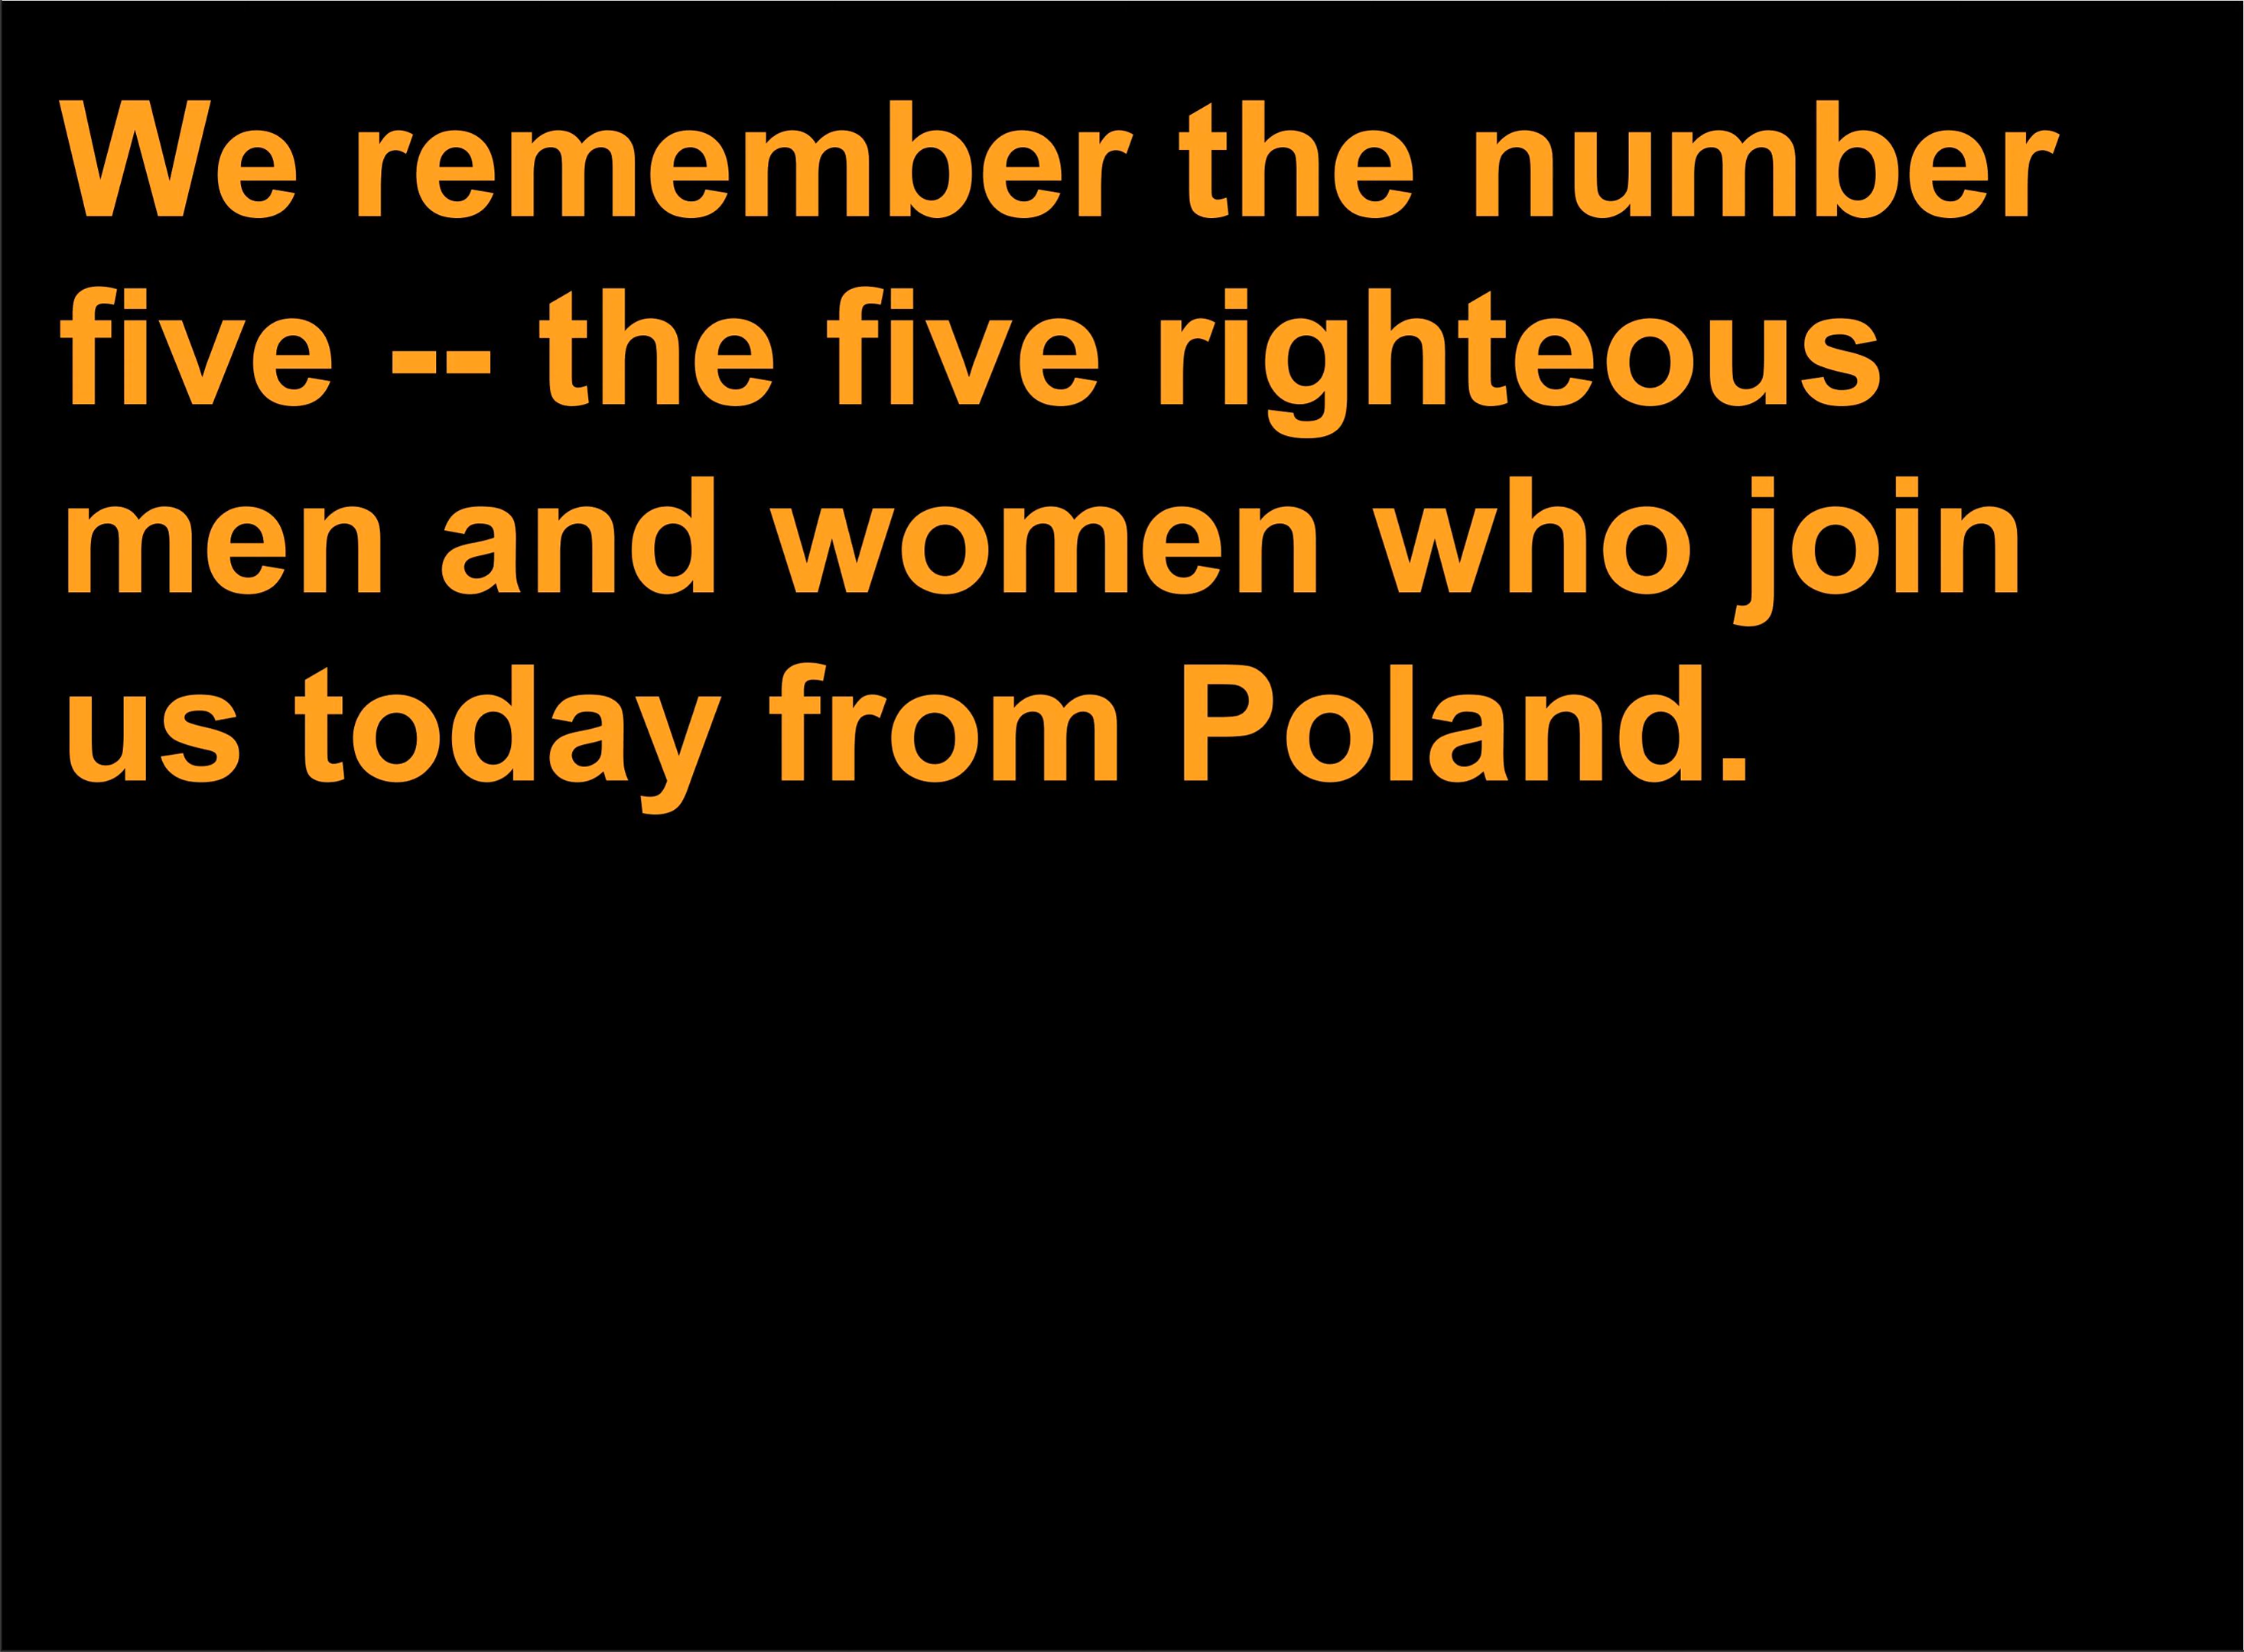 We remember the number
five -- the five righteous
men and women who join
us today from Poland.